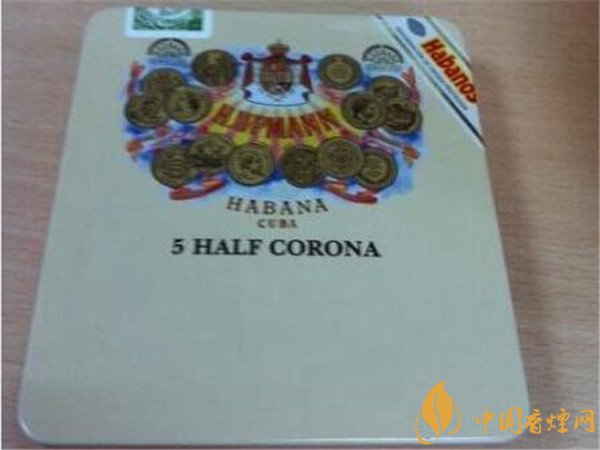 Habanos
H.UPMANN
HABANA
CUBA
5 HALF CORONA
中国香烟网